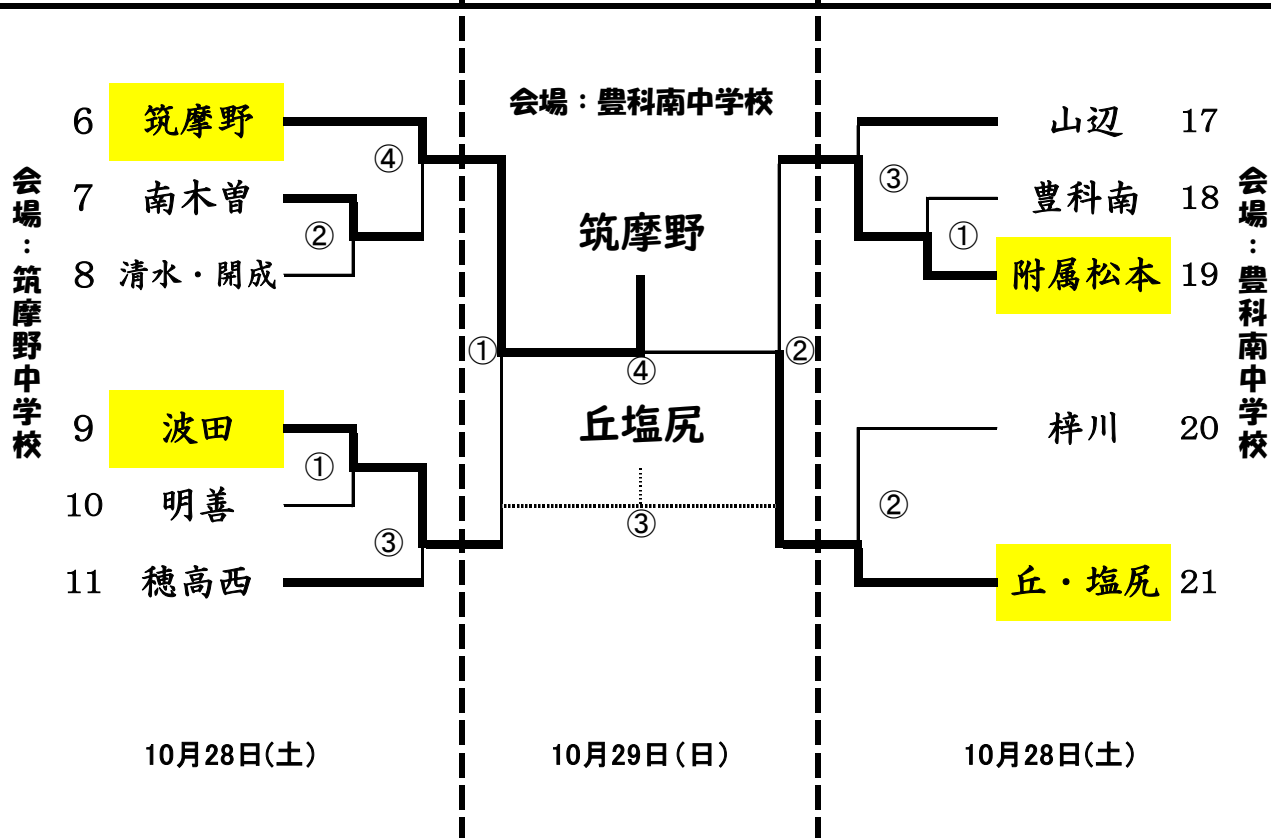 会場：筑摩野中学校
6 筑摩野
④
7 南木曽
②
8 清水・開成
9 波田
①
10 明善
③
11 穂高西
10月28日(土)
会場：豊科南中学校
筑摩野
①
②
④
丘塩尻
③
10月29日(日)
山辺 17
③
豊科南 18
①
附属松本 19
梓川 20
②
丘・塩尻 21
会場：豊科南中学校
10月28日(土)